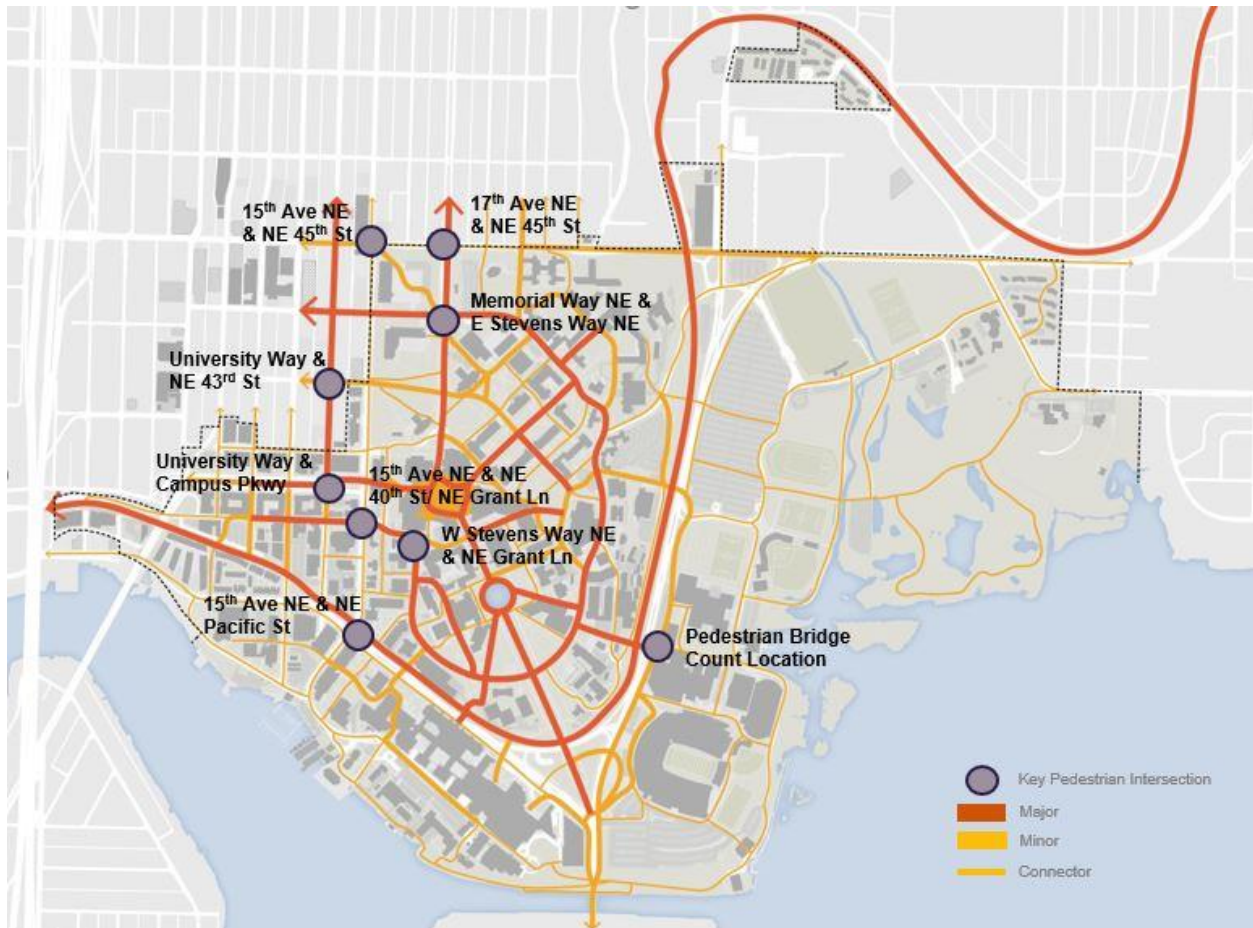 15th Ave NE
& NE 45th St
17th Ave NE
& NE 45th St
Memorial Way NE &
E Stevens Way NE
University Way &
NE 43rd St
University Way &
Campus Pkwy
15th Ave NE & NE
40th St/ NE Grant Ln
W Stevens Way NE
& NE Grant Ln
15th Ave NE & NE
Pacific St
Pedestrian Bridge
Count Location
Key Pedestrian Intersection
Major
Minor
Connector